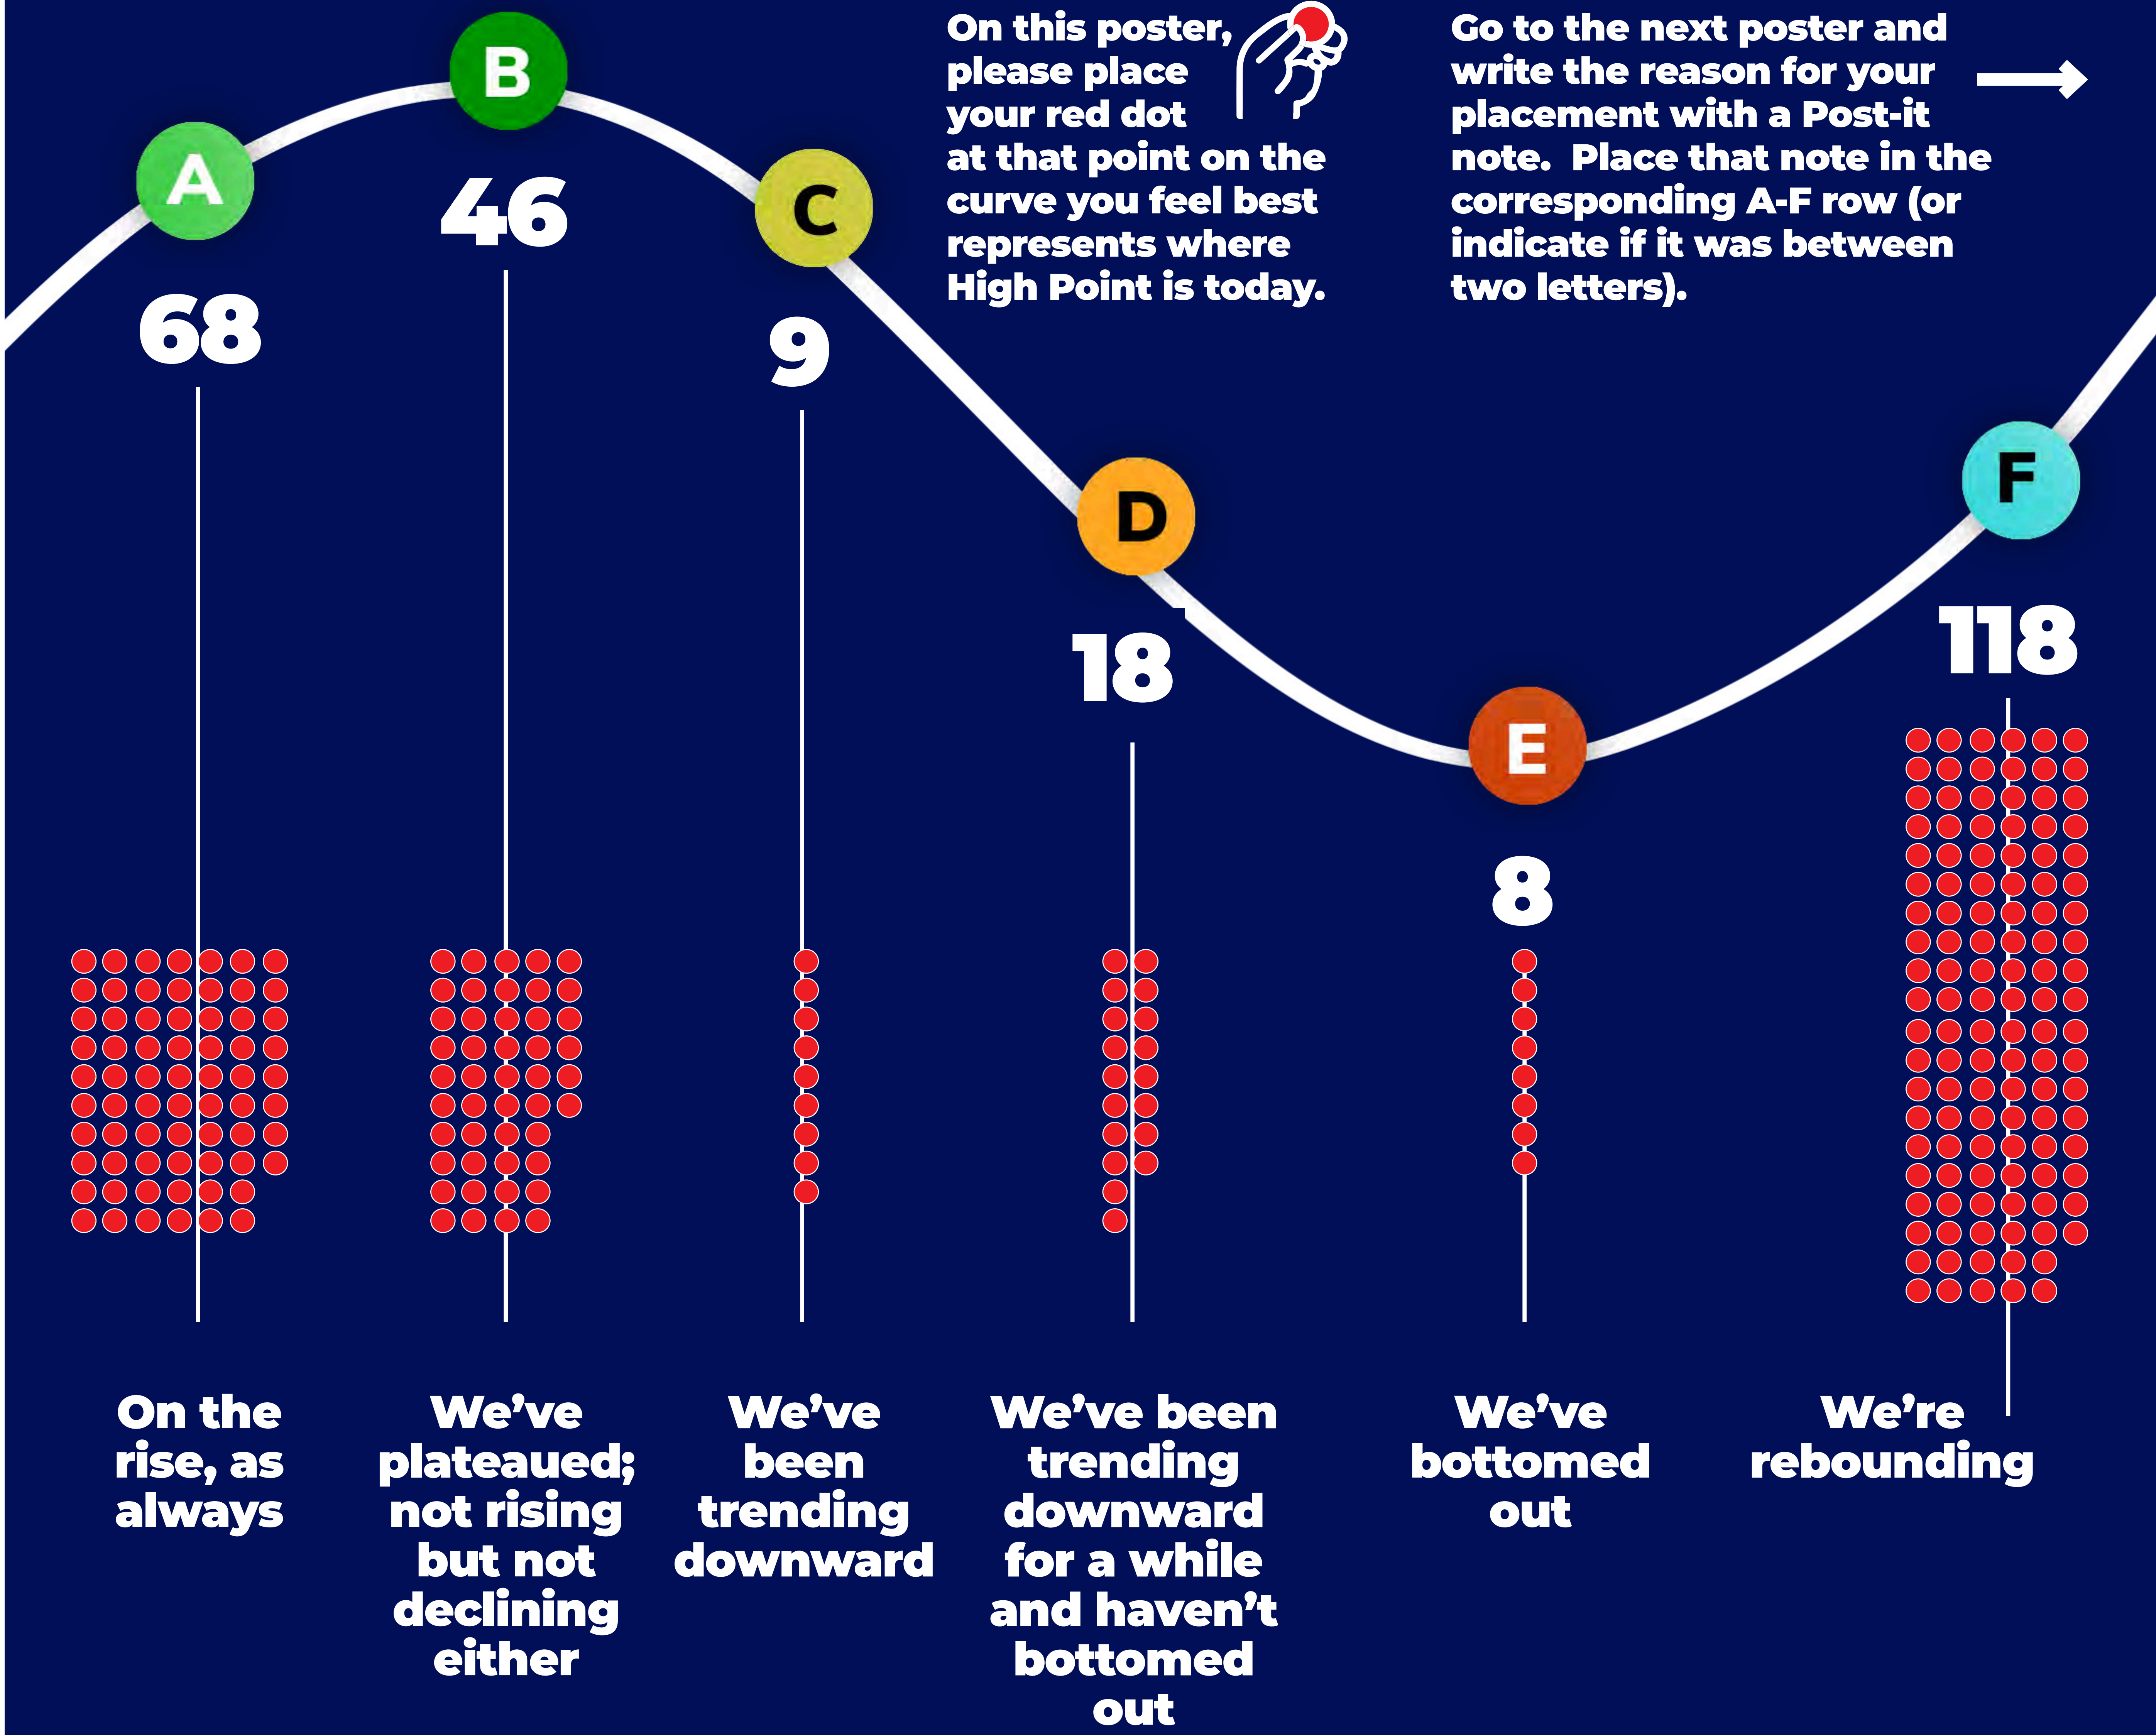 On this poster,
please place
your red dot
at that point on the
curve you feel best
represents where
High Point is today.
Go to the next poster and
write the reason for your
placement with a Post-it
note.  Place that note in the
corresponding A-F row (or
indicate if it was between
two letters).
A
68
B
46
C
9
D
18
E
8
F
118
On the
rise, as
always
We’ve
plateaued;
not rising
but not
declining
either
We’ve
been
trending
downward
We’ve been
trending
downward
for a while
and haven’t
bottomed
out
We’ve
bottomed
out
We’re
rebounding